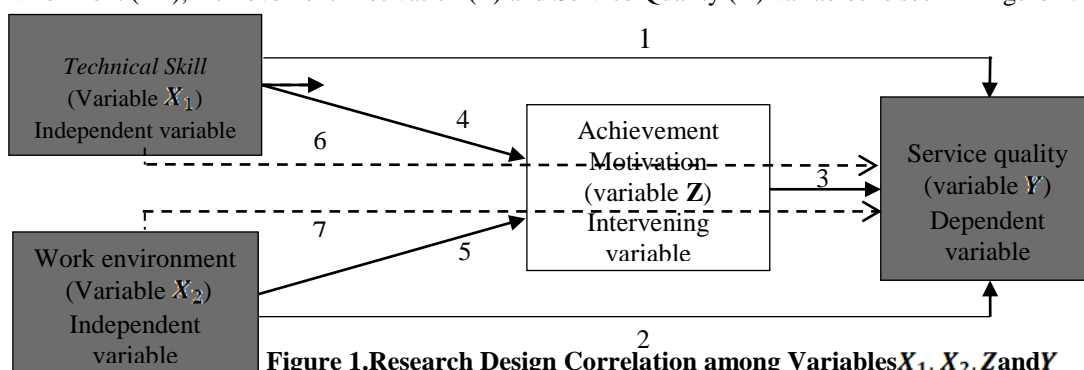 1
Technical Skill
(Variable X₁)
Independent variable
4
6
Achievement
Motivation
(variable Z)
Intervening
variable
3
Service quality
(variable Y)
Dependent
variable
7
5
Work environment
(Variable X₂)
Independent
variable
2
Figure 1.Research Design Correlation among VariablesX₁, X₂, ZandY